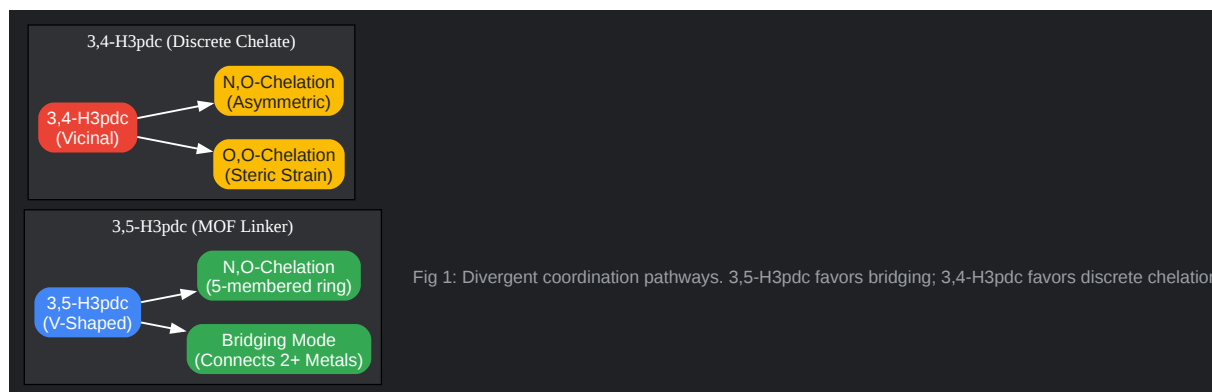 3,4-H3pdc (Discrete Chelate)
3,4-H3pdc
(Vicinal)
N,O-Chelation
(Asymmetric)
O,O-Chelation
(Steric Strain)
3,5-H3pdc (MOF Linker)
3,5-H3pdc
(V-Shaped)
N,O-Chelation
(5-membered ring)
Bridging Mode
(Connects 2+ Metals)
Fig 1: Divergent coordination pathways. 3,5-H3pdc favors bridging; 3,4-H3pdc favors discrete